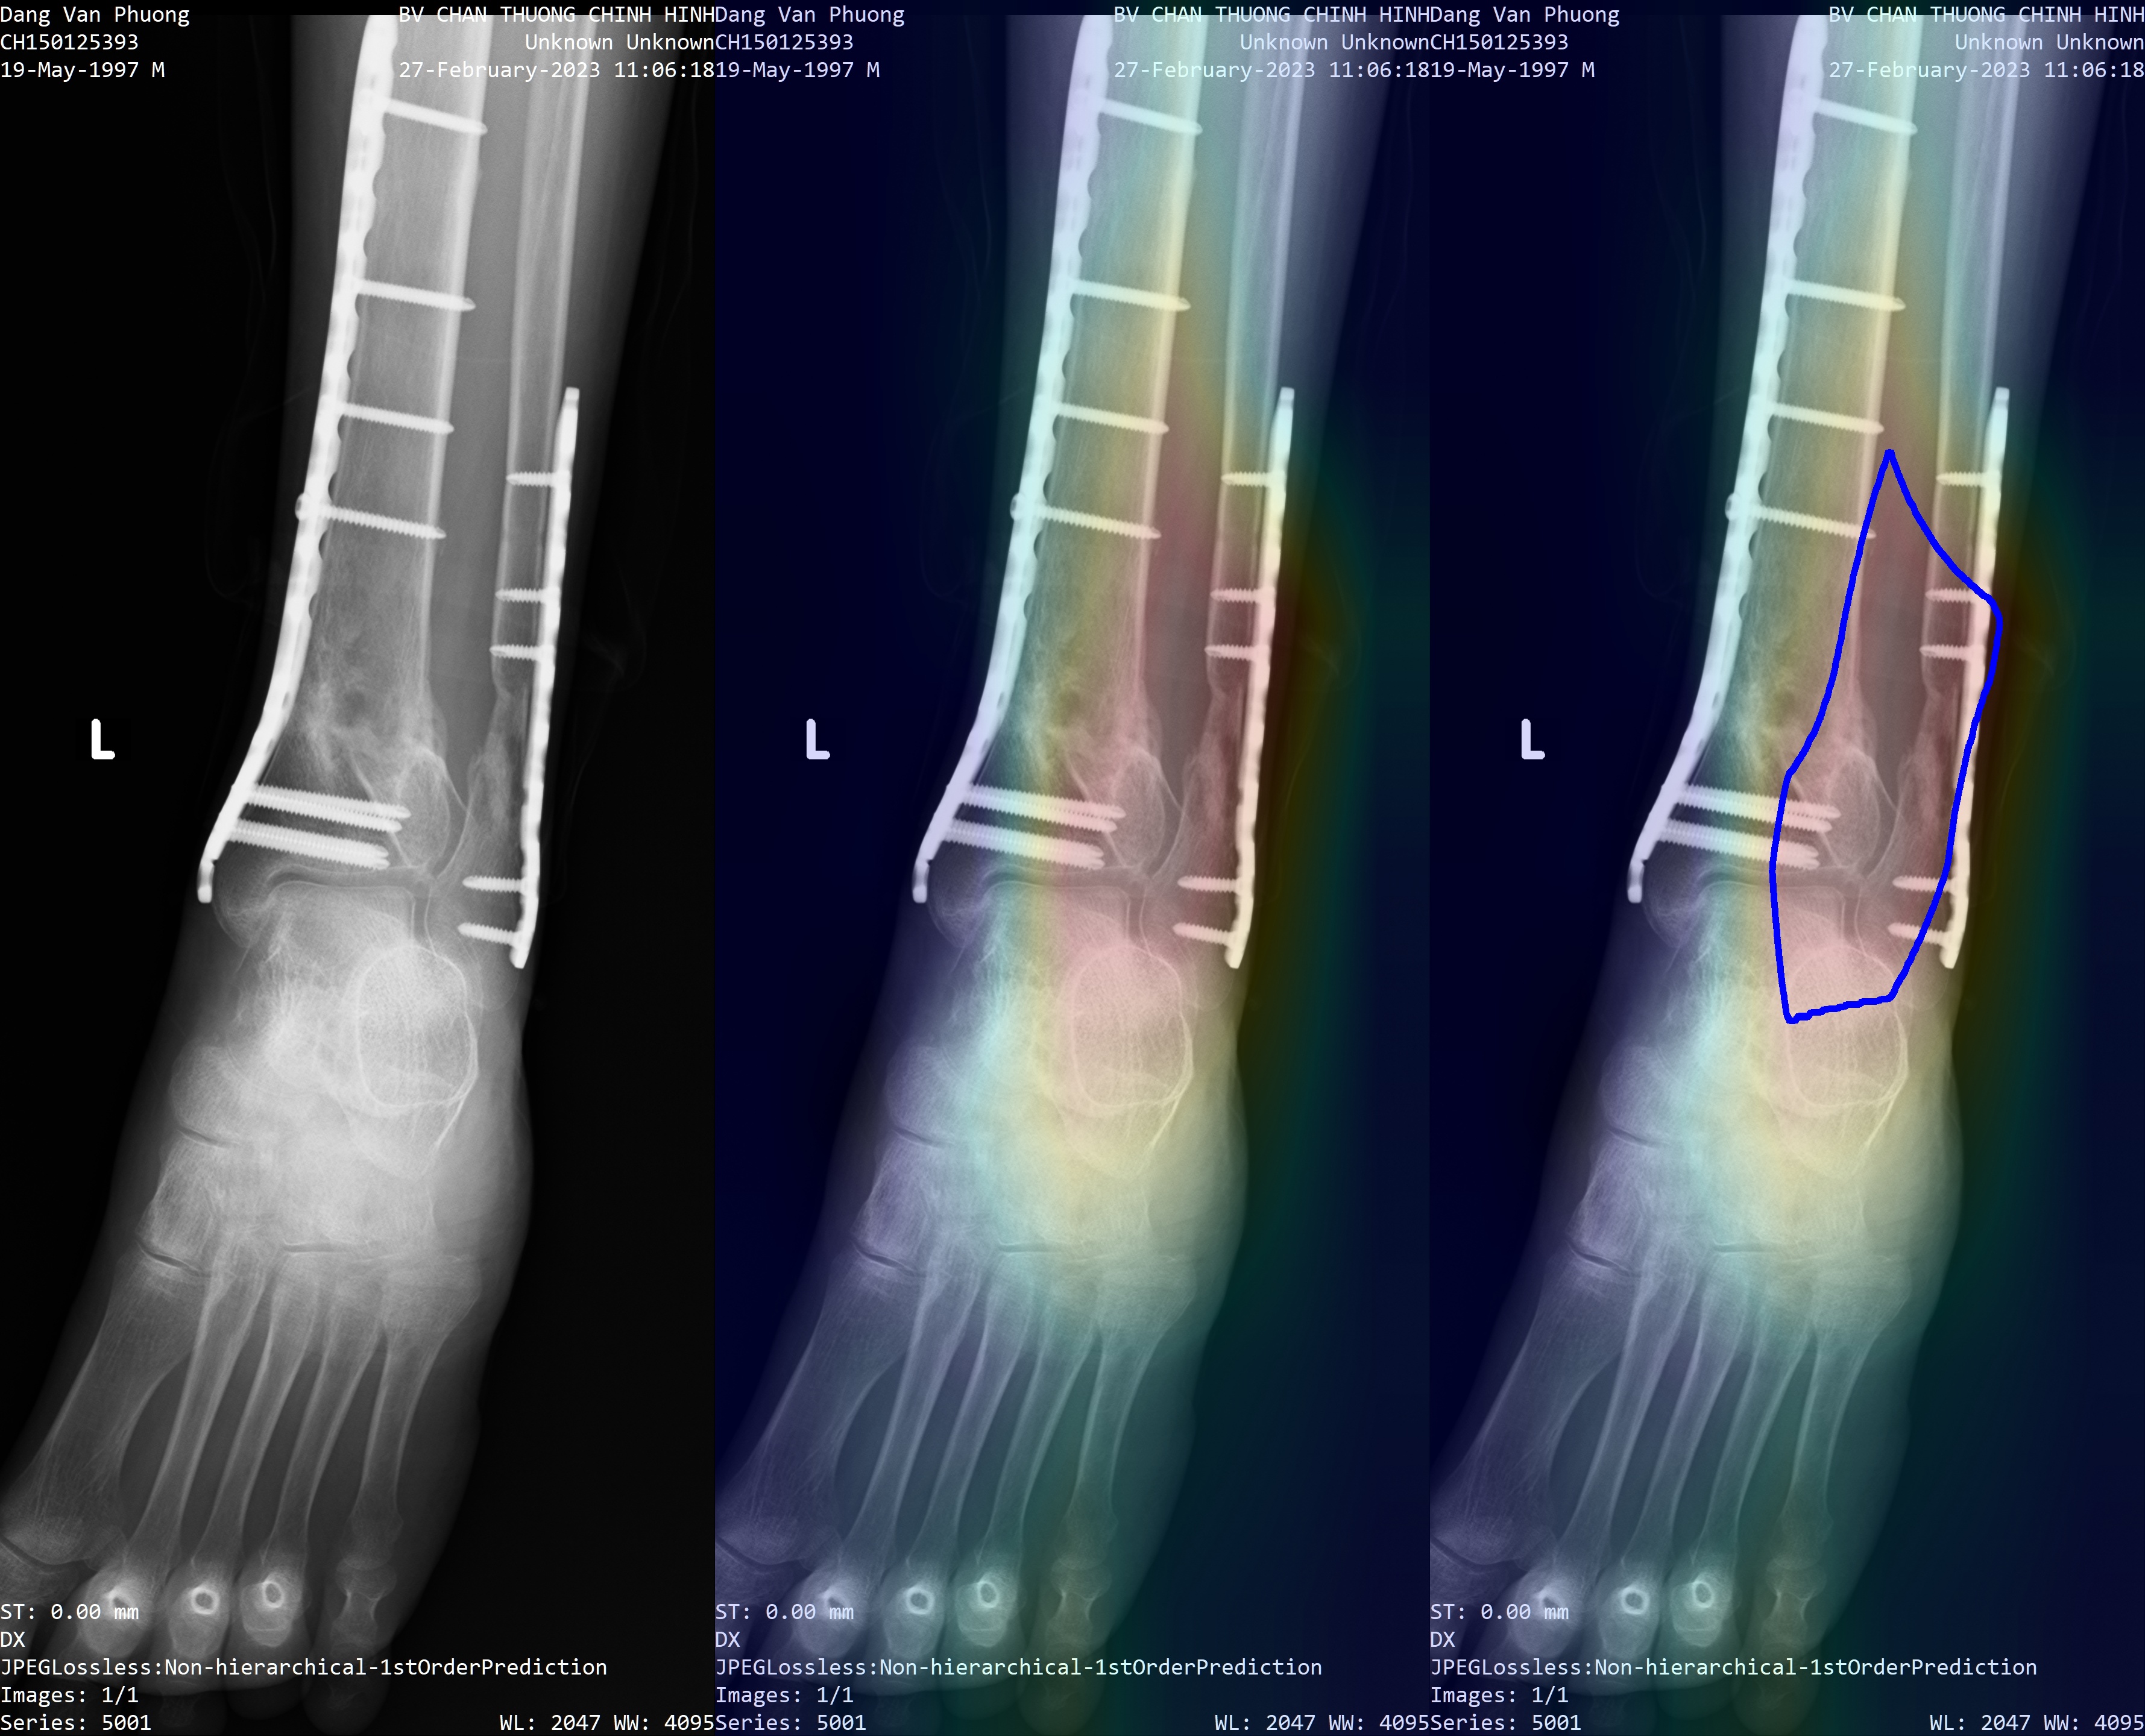 Dang Van Phuong BV CHAN THUONG CHINH HINH
CH150125393 Unknown Unknown
19-May-1997 M 27-February-2023 11:06:18
L
ST: 0.00 mm
DX
JPEGLossless:Non-hierarchical-1stOrderPrediction
Images: 1/1
Series: 5001 WL: 2047 WW: 4095
Dang Van Phuong BV CHAN THUONG CHINH HINH
CH150125393 Unknown Unknown
19-May-1997 M 27-February-2023 11:06:18
L
ST: 0.00 mm
DX
JPEGLossless:Non-hierarchical-1stOrderPrediction
Images: 1/1
Series: 5001 WL: 2047 WW: 4095
Dang Van Phuong BV CHAN THUONG CHINH HINH
CH150125393 Unknown Unknown
19-May-1997 M 27-February-2023 11:06:18
L
ST: 0.00 mm
DX
JPEGLossless:Non-hierarchical-1stOrderPrediction
Images: 1/1
Series: 5001 WL: 2047 WW: 4095